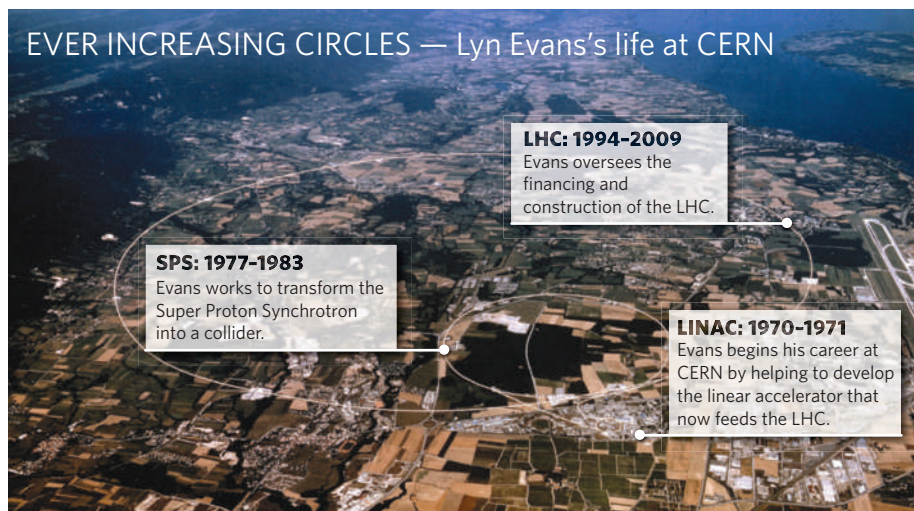 EVER INCREASING CIRCLES — Lyn Evans's life at CERN
LHC: 1994–2009
Evans oversees the
financing and
construction of the LHC.
SPS: 1977–1983
Evans works to transform the
Super Proton Synchrotron
into a collider.
LINAC: 1970–1971
Evans begins his career at
CERN by helping to develop
the linear accelerator that
now feeds the LHC.